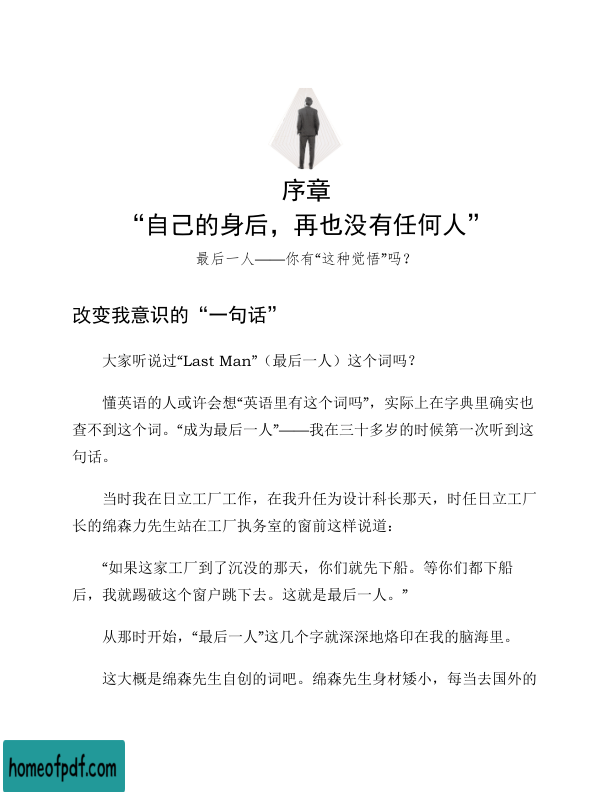 序章
“自己的身后，再也没有任何人”
最后一人——你有“这种觉悟”吗？
改变我意识的“一句话”
大家听说过“Last Man”（最后一人）这个词吗？
懂英语的人或许会想“英语里有这个词吗”，实际上在字典里确实也
查不到这个词。“成为最后一人”——我在三十多岁的时候第一次听到这
句话。
当时我在日立工厂工作，在我升任为设计科长那天，时任日立工厂
长的绵森力先生站在工厂执务室的窗前这样说道：
“如果这家工厂到了沉没的那天，你们就先下船。等你们都下船
后，我就踢破这个窗户跳下去。这就是最后一人。”
从那时开始，“最后一人”这几个字就深深地烙印在我的脑海里。
这大概是绵森先生自创的词吧。绵森先生身材矮小，每当去国外的
homeofpdf.com